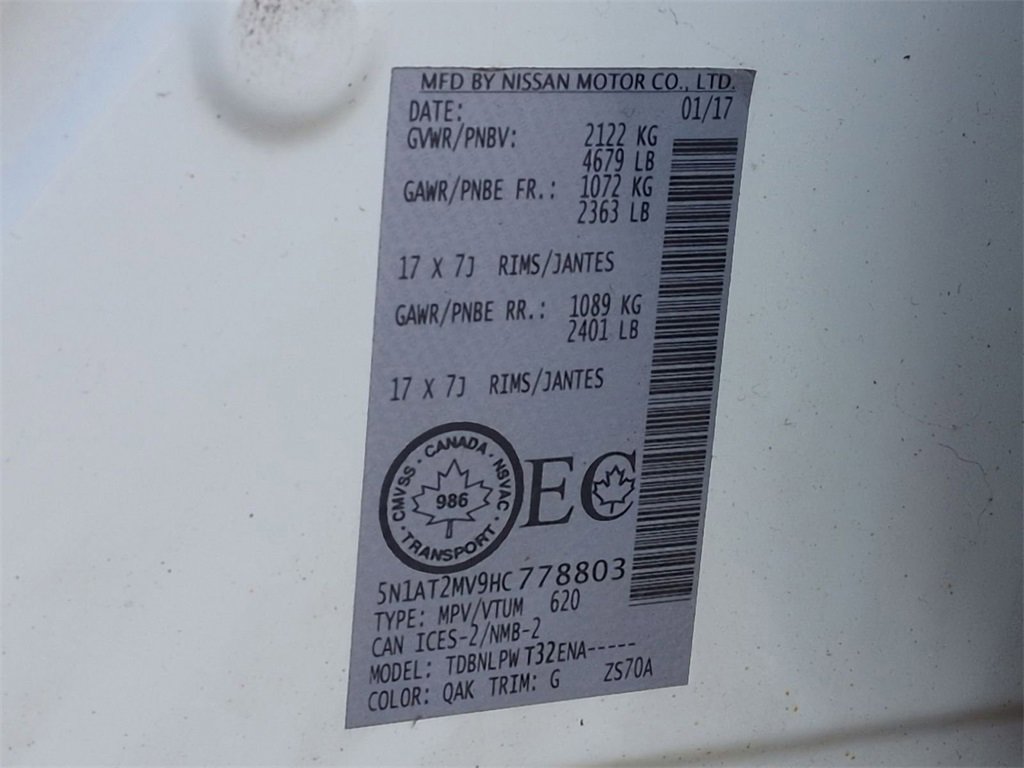 MFD BY NISSAN MOTOR CO., LTD.
DATE: 01/17
GVWR/PNBV: 2122 KG
4679 LB
GAWR/PNBE FR.: 1072 KG
2363 LB
17 X 7J RIMS/JANTES
GAWR/PNBE RR.: 1089 KG
2401 LB
17 X 7J RIMS/JANTES
CANADA · NSVAC · TRANSPORT · CMVSS ·
986
EC
5N1AT2MV9HC778803
TYPE: MPV/VTUM 620
CAN ICES-2/NMB-2
MODEL: TDBNLPW T32ENA-----
COLOR: QAK TRIM: G ZS70A